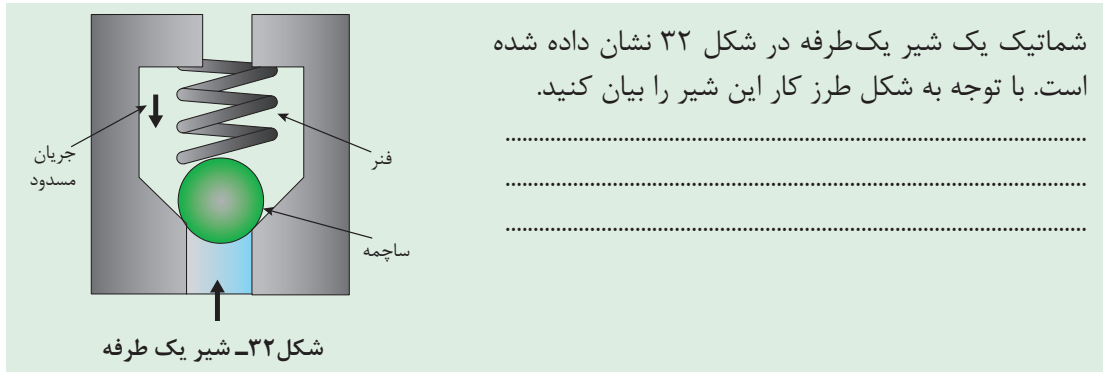 شماتیک یک شیر یک‌طرفه در شکل ۳۲ نشان داده شده
است. با توجه به شکل طرز کار این شیر را بیان کنید.
................................................................................
................................................................................
................................................................................
جریان
مسدود
فنر
ساچمه
شکل۳۲ــ شیر یک طرفه